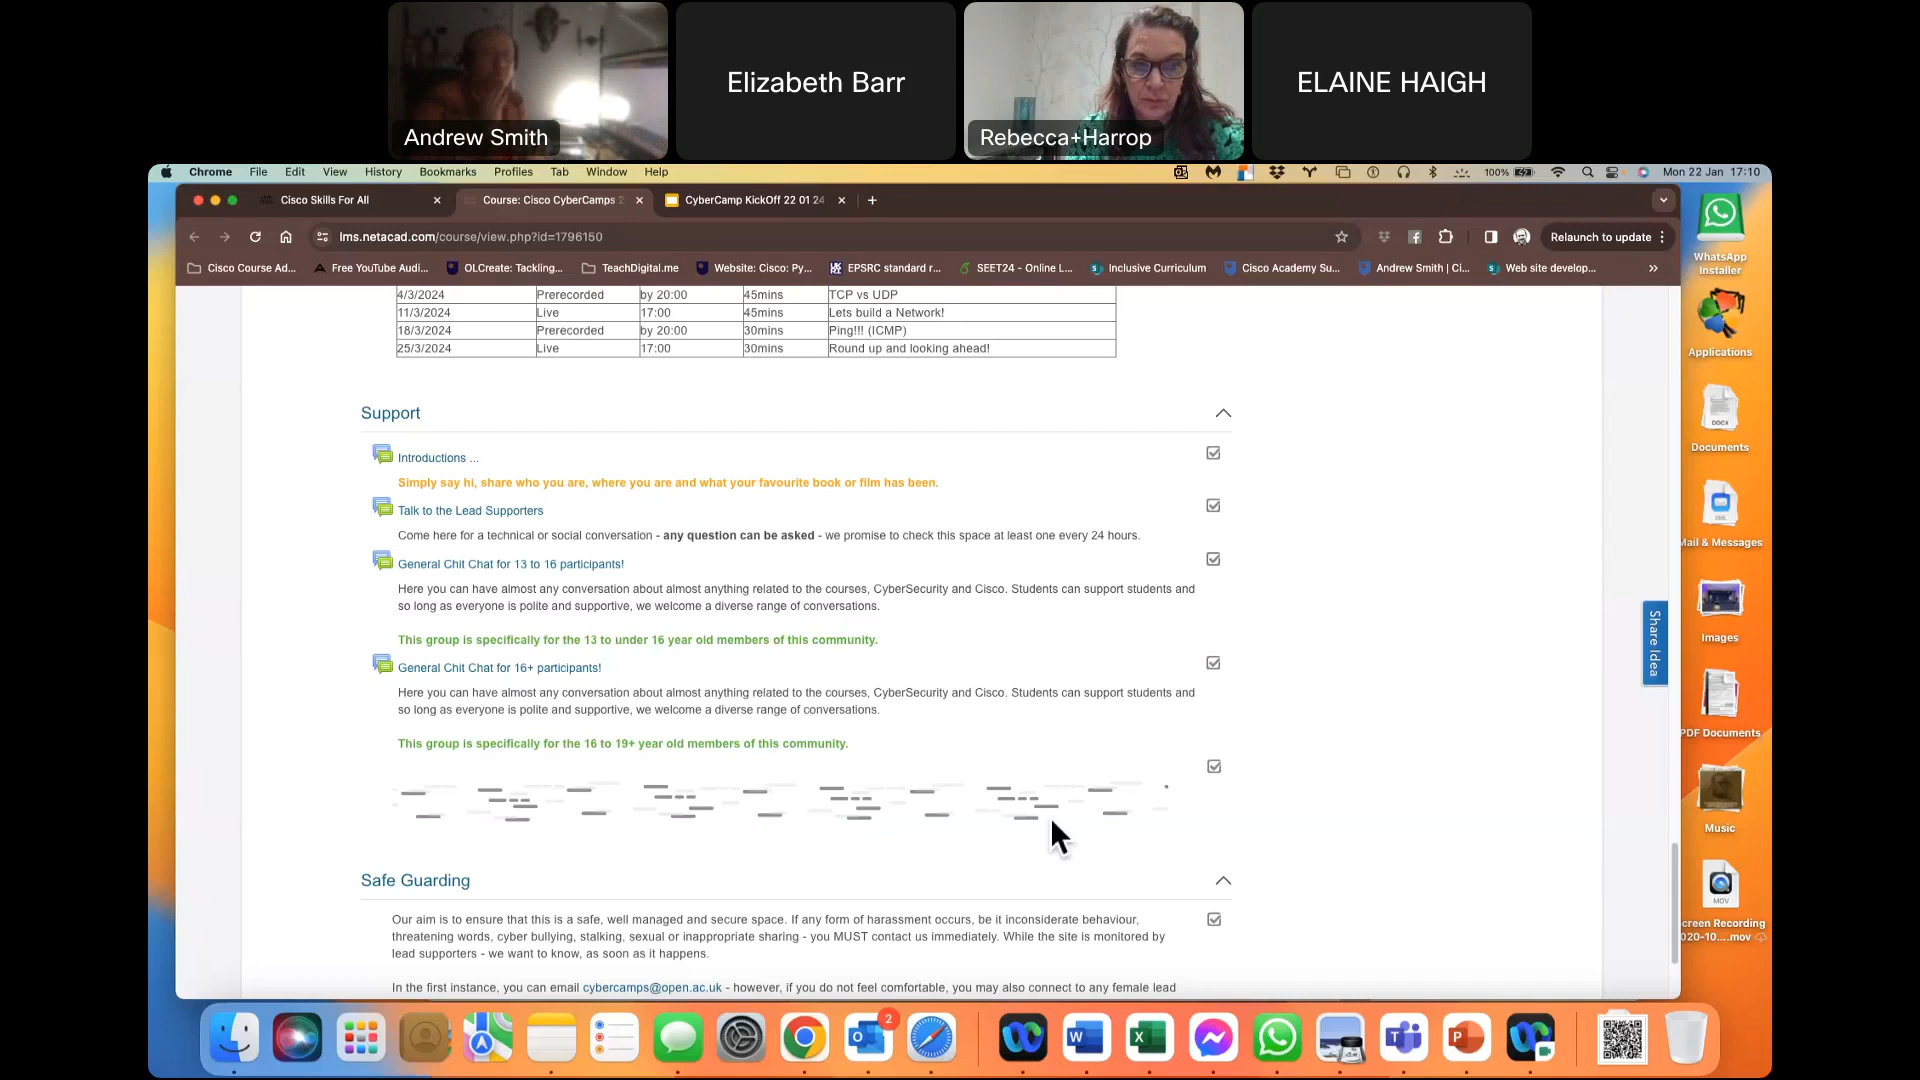 Andrew Smith
Elizabeth Barr
Rebecca+Harrop
ELAINE HAIGH
Chrome File Edit View History Bookmarks Profiles Tab Window Help
100% Mon 22 Jan 17:10
Cisco Skills For All
Course: Cisco CyberCamps 2
CyberCamp KickOff 22 01 24
lms.netacad.com/course/view.php?id=1796150
Relaunch to update
Cisco Course Ad...
Free YouTube Audi...
OLCreate: Tackling...
TeachDigital.me
Website: Cisco: Py...
EPSRC standard r...
SEET24 - Online L...
Inclusive Curriculum
Cisco Academy Su...
Andrew Smith | Ci...
Web site develop...
4/3/2024 Prerecorded by 20:00 45mins TCP vs UDP
11/3/2024 Live 17:00 45mins Lets build a Network!
18/3/2024 Prerecorded by 20:00 30mins Ping!!! (ICMP)
25/3/2024 Live 17:00 30mins Round up and looking ahead!
Support
Introductions ...
Simply say hi, share who you are, where you are and what your favourite book or film has been.
Talk to the Lead Supporters
Come here for a technical or social conversation - any question can be asked - we promise to check this space at least one every 24 hours.
General Chit Chat for 13 to 16 participants!
Here you can have almost any conversation about almost anything related to the courses, CyberSecurity and Cisco. Students can support students and
so long as everyone is polite and supportive, we welcome a diverse range of conversations.
This group is specifically for the 13 to under 16 year old members of this community.
General Chit Chat for 16+ participants!
Here you can have almost any conversation about almost anything related to the courses, CyberSecurity and Cisco. Students can support students and
so long as everyone is polite and supportive, we welcome a diverse range of conversations.
This group is specifically for the 16 to 19+ year old members of this community.
Safe Guarding
Our aim is to ensure that this is a safe, well managed and secure space. If any form of harassment occurs, be it inconsiderate behaviour,
threatening words, cyber bullying, stalking, sexual or inappropriate sharing - you MUST contact us immediately. While the site is monitored by
lead supporters - we want to know, as soon as it happens.
In the first instance, you can email cybercamps@open.ac.uk - however, if you do not feel comfortable, you may also connect to any female lead
Share Idea
WhatsApp
Installer
Applications
DOCX
Documents
EML
Mail & Messages
Images
PDF Documents
Music
MOV
creen Recording
020-10....mov
2